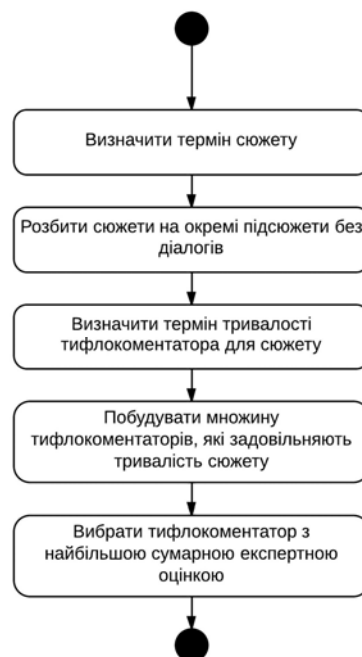 Визначити термін сюжету
Розбити сюжети на окремі підсюжети без
діалогів
Визначити термін тривалості
тифлокоментатора для сюжету
Побудувати множину
тифлокоментаторів, які задовільняють
тривалість сюжету
Вибрати тифлокоментатор з
найбільшою сумарною експертною
оцінкою